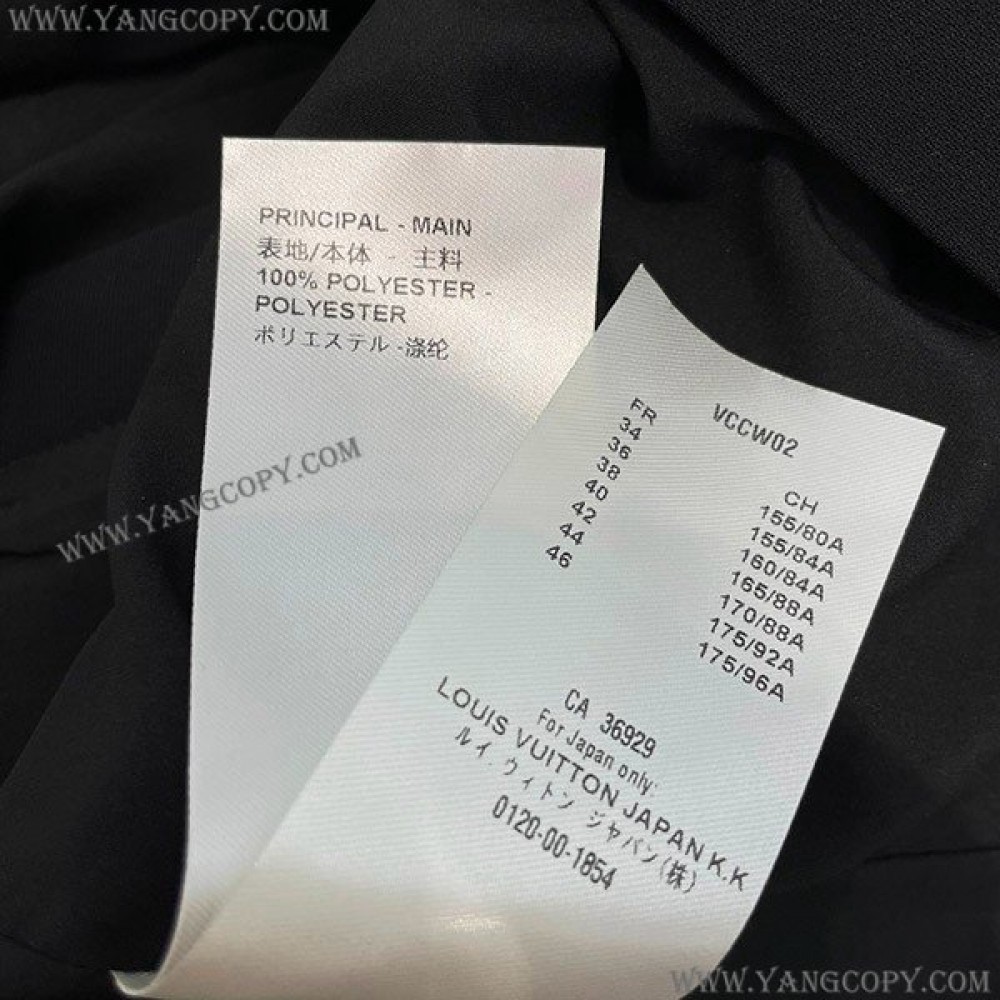 WWW.YANGCOPY.COM
PRINCIPAL - MAIN
表地/本体 - 主料
100% POLYESTER -
POLYESTER
ポリエステル -涤纶
WWW.YANGCOPY.COM
VCCW02
FR
34
36
38
40
42
44
46
CH
155/80A
155/84A
160/84A
165/88A
170/88A
175/92A
175/96A
CA 36929
For Japan only:
LOUIS VUITTON JAPAN K.K
ルイ.ヴィトン ジャパン(株)
0120-00-1854
WWW.YANGCOPY.COM